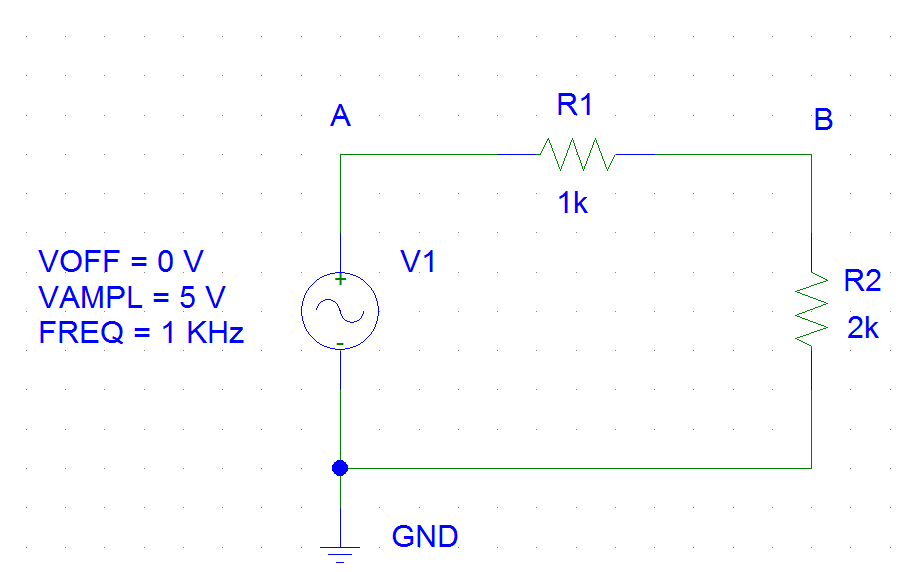 A
R1
B
1k
VOFF = 0 V
VAMPL = 5 V
FREQ = 1 KHz
V1
+
-
R2
2k
GND